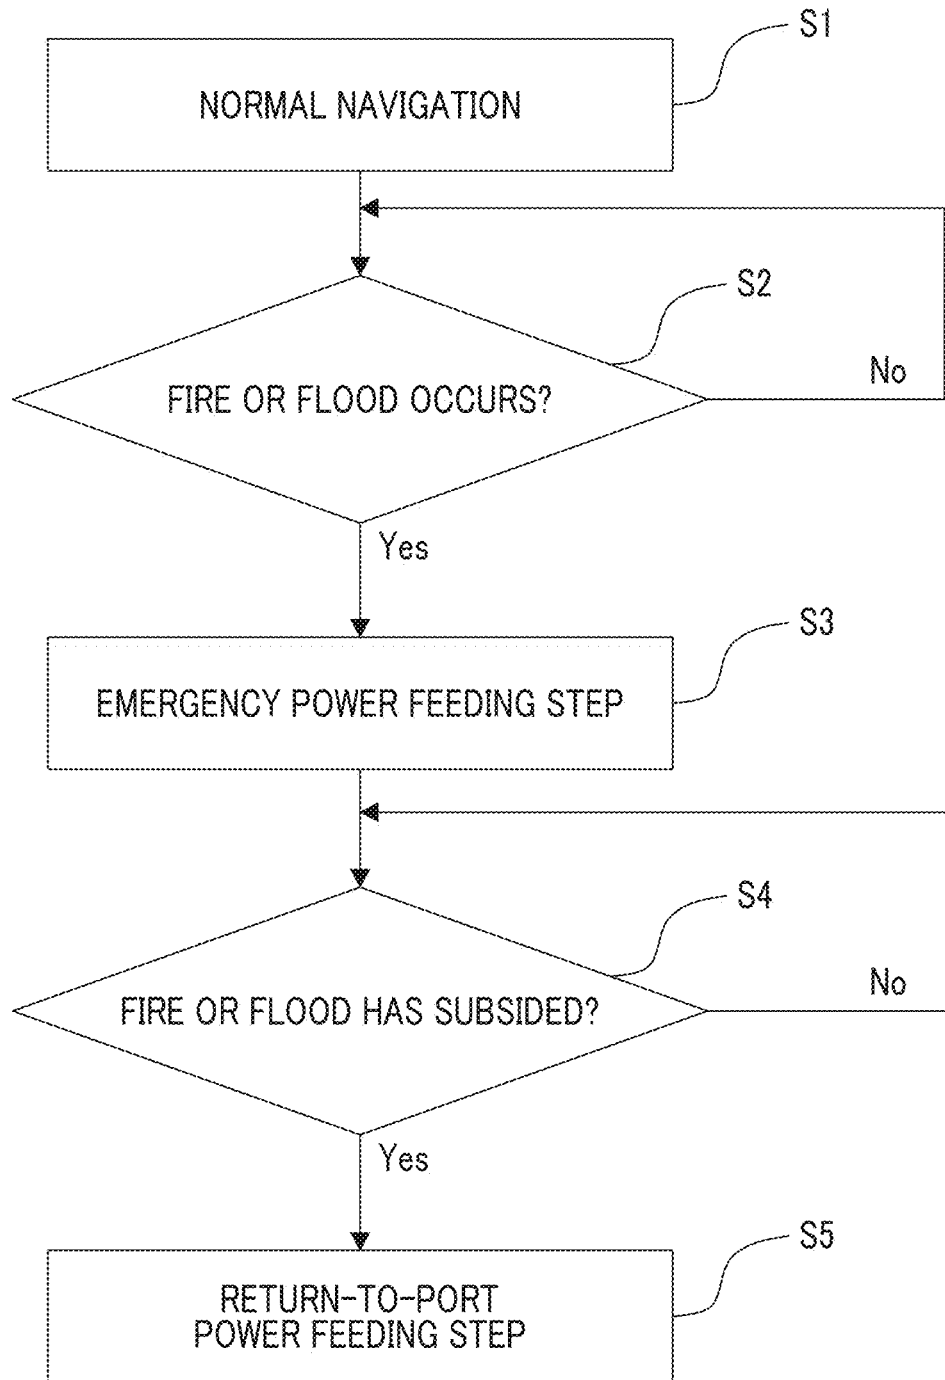 S1
NORMAL NAVIGATION
S2
FIRE OR FLOOD OCCURS?
No
Yes
S3
EMERGENCY POWER FEEDING STEP
S4
FIRE OR FLOOD HAS SUBSIDED?
No
Yes
S5
RETURN-TO-PORT
POWER FEEDING STEP